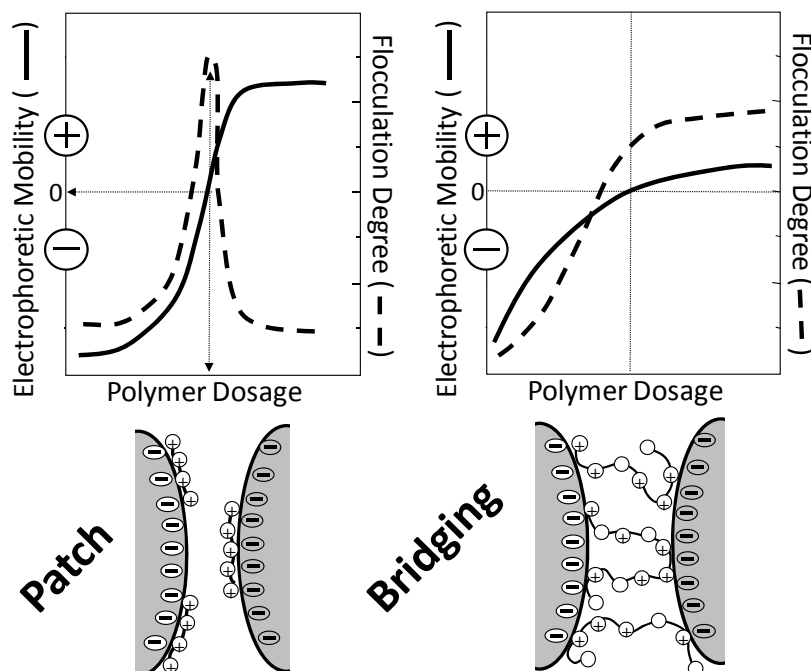 Electrophoretic Mobility (—)
+
0
−
Flocculation Degree (– –)
Polymer Dosage
Electrophoretic Mobility (—)
+
0
−
Flocculation Degree (– –)
Polymer Dosage
Patch
Bridging